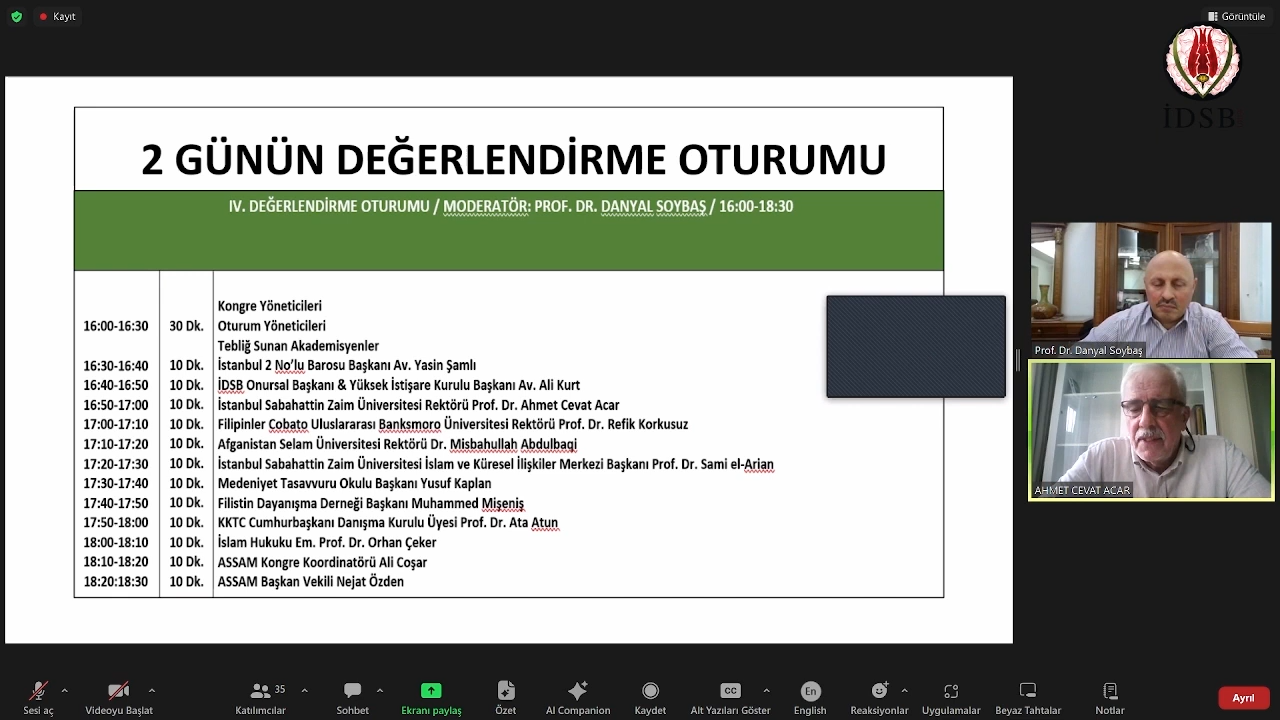 Kayıt
Görüntüle
İDSB
2 GÜNÜN DEĞERLENDİRME OTURUMU
IV. DEĞERLENDİRME OTURUMU / MODERATÖR: PROF. DR. DANYAL SOYBAŞ / 16:00-18:30
Kongre Yöneticileri
16:00-16:30 30 Dk. Oturum Yöneticileri
Tebliğ Sunan Akademisyenler
16:30-16:40 10 Dk. İstanbul 2 No’lu Barosu Başkanı Av. Yasin Şamlı
16:40-16:50 10 Dk. İDSB Onursal Başkanı & Yüksek İstişare Kurulu Başkanı Av. Ali Kurt
16:50-17:00 10 Dk. İstanbul Sabahattin Zaim Üniversitesi Rektörü Prof. Dr. Ahmet Cevat Acar
17:00-17:10 10 Dk. Filipinler Cobato Uluslararası Banksmoro Üniversitesi Rektörü Prof. Dr. Refik Korkusuz
17:10-17:20 10 Dk. Afganistan Selam Üniversitesi Rektörü Dr. Misbahullah Abdulbaqi
17:20-17:30 10 Dk. İstanbul Sabahattin Zaim Üniversitesi İslam ve Küresel İlişkiler Merkezi Başkanı Prof. Dr. Sami el-Arian
17:30-17:40 10 Dk. Medeniyet Tasavvuru Okulu Başkanı Yusuf Kaplan
17:40-17:50 10 Dk. Filistin Dayanışma Derneği Başkanı Muhammed Mişeniş
17:50-18:00 10 Dk. KKTC Cumhurbaşkanı Danışma Kurulu Üyesi Prof. Dr. Ata Atun
18:00-18:10 10 Dk. İslam Hukuku Em. Prof. Dr. Orhan Çeker
18:10-18:20 10 Dk. ASSAM Kongre Koordinatörü Ali Coşar
18:20:18:30 10 Dk. ASSAM Başkan Vekili Nejat Özden
Prof. Dr. Danyal Soybaş
AHMET CEVAT ACAR
35
CC
En
Sesi aç
Videoyu Başlat
Katılımcılar
Sohbet
Ekranı paylaş
Özet
AI Companion
Kaydet
Alt Yazıları Göster
English
Reaksiyonlar
Uygulamalar
Beyaz Tahtalar
Notlar
Ayrıl